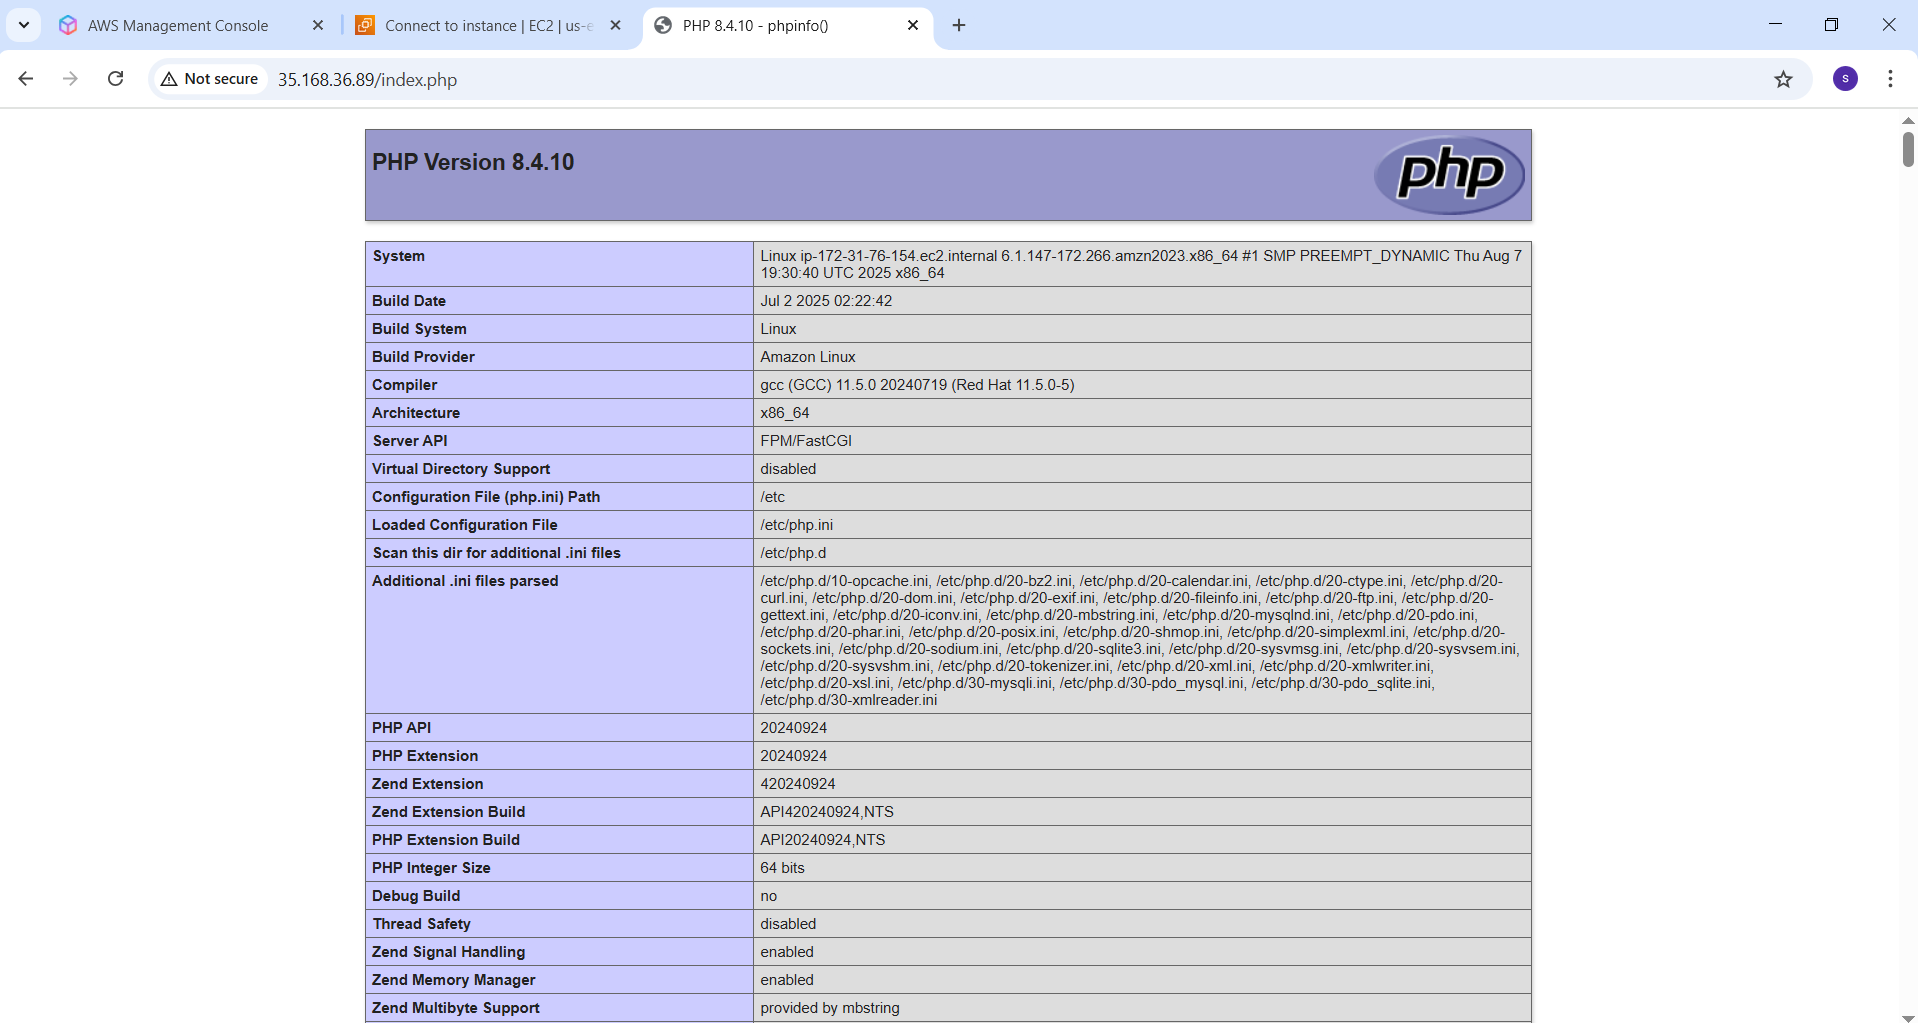 AWS Management Console
Connect to instance | EC2 | us-e
PHP 8.4.10 - phpinfo()
Not secure
35.168.36.89/index.php
S
PHP Version 8.4.10
php
System
Linux ip-172-31-76-154.ec2.internal 6.1.147-172.266.amzn2023.x86_64 #1 SMP PREEMPT_DYNAMIC Thu Aug 7
19:30:40 UTC 2025 x86_64
Build Date
Jul 2 2025 02:22:42
Build System
Linux
Build Provider
Amazon Linux
Compiler
gcc (GCC) 11.5.0 20240719 (Red Hat 11.5.0-5)
Architecture
x86_64
Server API
FPM/FastCGI
Virtual Directory Support
disabled
Configuration File (php.ini) Path
/etc
Loaded Configuration File
/etc/php.ini
Scan this dir for additional .ini files
/etc/php.d
Additional .ini files parsed
/etc/php.d/10-opcache.ini, /etc/php.d/20-bz2.ini, /etc/php.d/20-calendar.ini, /etc/php.d/20-ctype.ini, /etc/php.d/20-
curl.ini, /etc/php.d/20-dom.ini, /etc/php.d/20-exif.ini, /etc/php.d/20-fileinfo.ini, /etc/php.d/20-ftp.ini, /etc/php.d/20-
gettext.ini, /etc/php.d/20-iconv.ini, /etc/php.d/20-mbstring.ini, /etc/php.d/20-mysqlnd.ini, /etc/php.d/20-pdo.ini,
/etc/php.d/20-phar.ini, /etc/php.d/20-posix.ini, /etc/php.d/20-shmop.ini, /etc/php.d/20-simplexml.ini, /etc/php.d/20-
sockets.ini, /etc/php.d/20-sodium.ini, /etc/php.d/20-sqlite3.ini, /etc/php.d/20-sysvmsg.ini, /etc/php.d/20-sysvsem.ini,
/etc/php.d/20-sysvshm.ini, /etc/php.d/20-tokenizer.ini, /etc/php.d/20-xml.ini, /etc/php.d/20-xmlwriter.ini,
/etc/php.d/20-xsl.ini, /etc/php.d/30-mysqli.ini, /etc/php.d/30-pdo_mysql.ini, /etc/php.d/30-pdo_sqlite.ini,
/etc/php.d/30-xmlreader.ini
PHP API
20240924
PHP Extension
20240924
Zend Extension
420240924
Zend Extension Build
API420240924,NTS
PHP Extension Build
API20240924,NTS
PHP Integer Size
64 bits
Debug Build
no
Thread Safety
disabled
Zend Signal Handling
enabled
Zend Memory Manager
enabled
Zend Multibyte Support
provided by mbstring